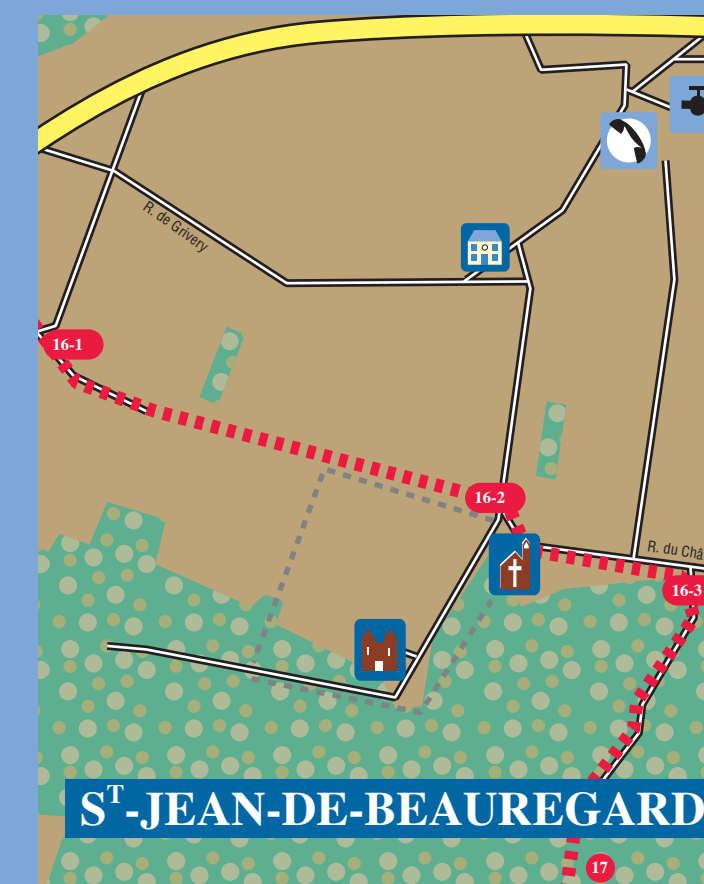 R. de Grivery
16-1
16-2
R. du Châ
16-3
ST-JEAN-DE-BEAUREGARD
17